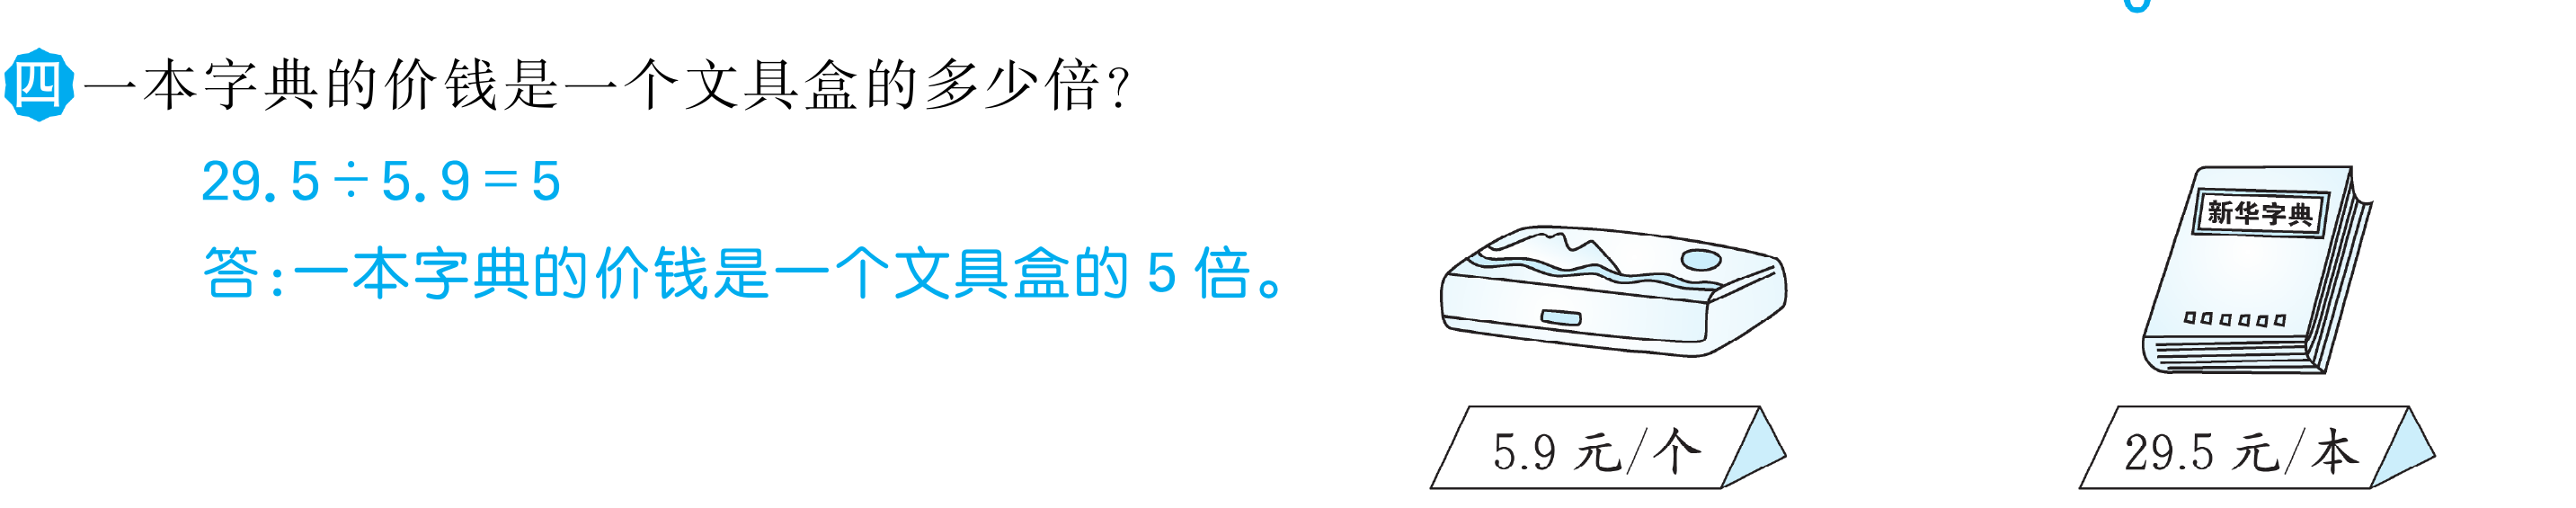 四 一本字典的价钱是一个文具盒的多少倍?
29.5÷5.9=5
答:一本字典的价钱是一个文具盒的 5 倍。
新华字典
5.9 元/个
29.5 元/本